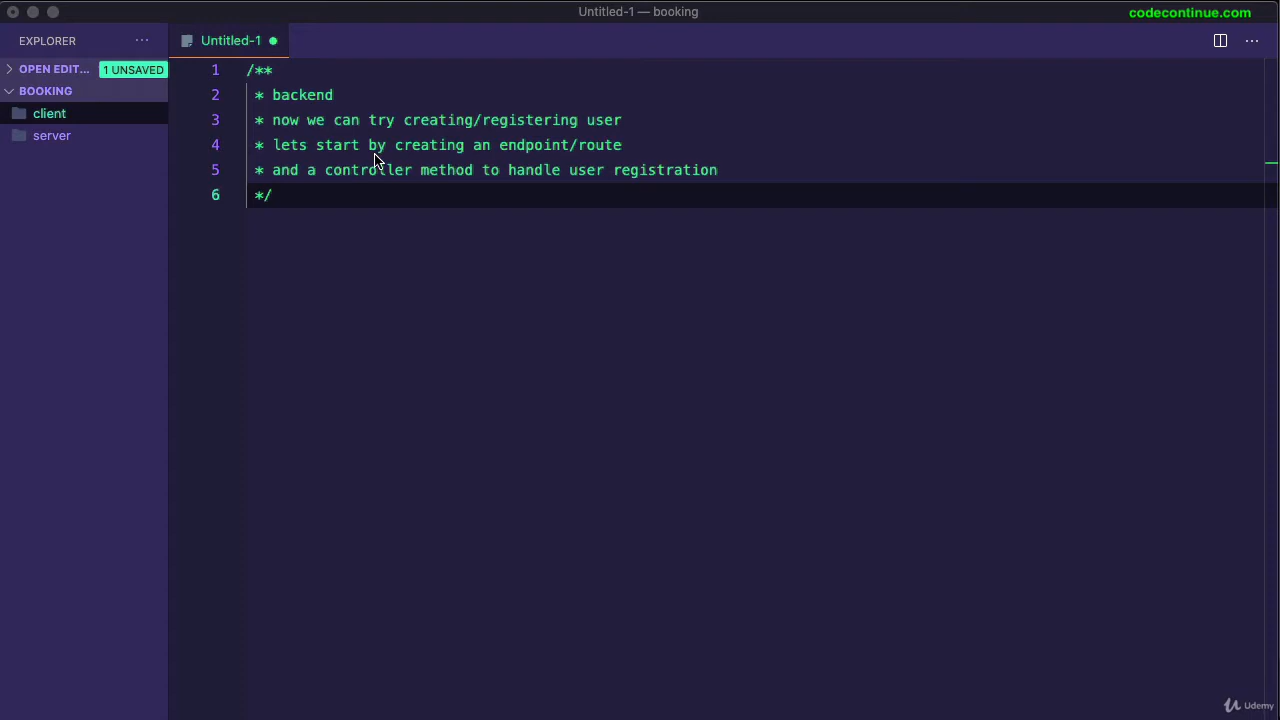 Untitled-1 — booking
codecontinue.com
EXPLORER ···
Untitled-1
OPEN EDIT... 1 UNSAVED
BOOKING
client
server
1 /**
2 * backend
3 * now we can try creating/registering user
4 * lets start by creating an endpoint/route
5 * and a controller method to handle user registration
6 */
Udemy